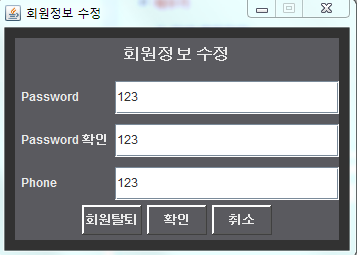 회원정보 수정
회원정보 수정
Password
123
Password 확인
123
Phone
123
회원탈퇴 확인 취소